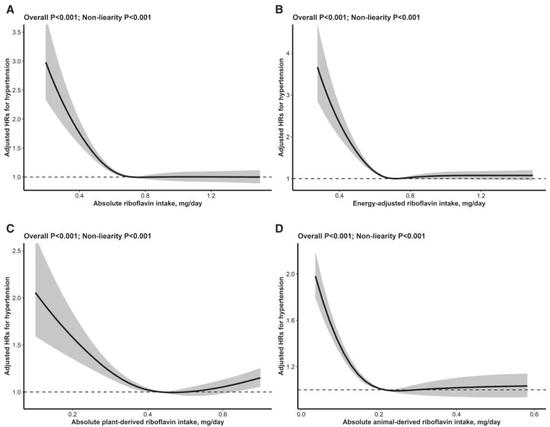 A
Overall P<0.001; Non-liearity P<0.001
Adjusted HRs for hypertension
3.5
3.0
2.5
2.0
1.5
1.0
0.4
0.8
1.2
Absolute riboflavin intake, mg/day
B
Overall P<0.001; Non-liearity P<0.001
Adjusted HRs for hypertension
4
3
2
1
0.4
0.8
1.2
Energy-adjusted riboflavin intake, mg/day
C
Overall P<0.001; Non-liearity P<0.001
Adjusted HRs for hypertension
2.5
2.0
1.5
1.0
0.2
0.4
0.6
Absolute plant-derived riboflavin intake, mg/day
D
Overall P<0.001; Non-liearity P<0.001
Adjusted HRs for hypertension
2.0
1.6
1.2
0.0
0.2
0.4
0.6
Absolute animal-derived riboflavin intake, mg/day